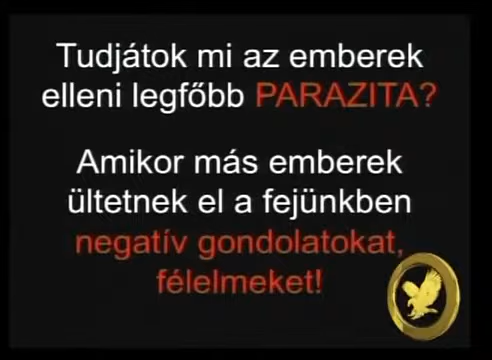 Tudjátok mi az emberek
elleni legfőbb PARAZITA?
Amikor más emberek
ültetnek el a fejünkben
negatív gondolatokat,
félelmeket!